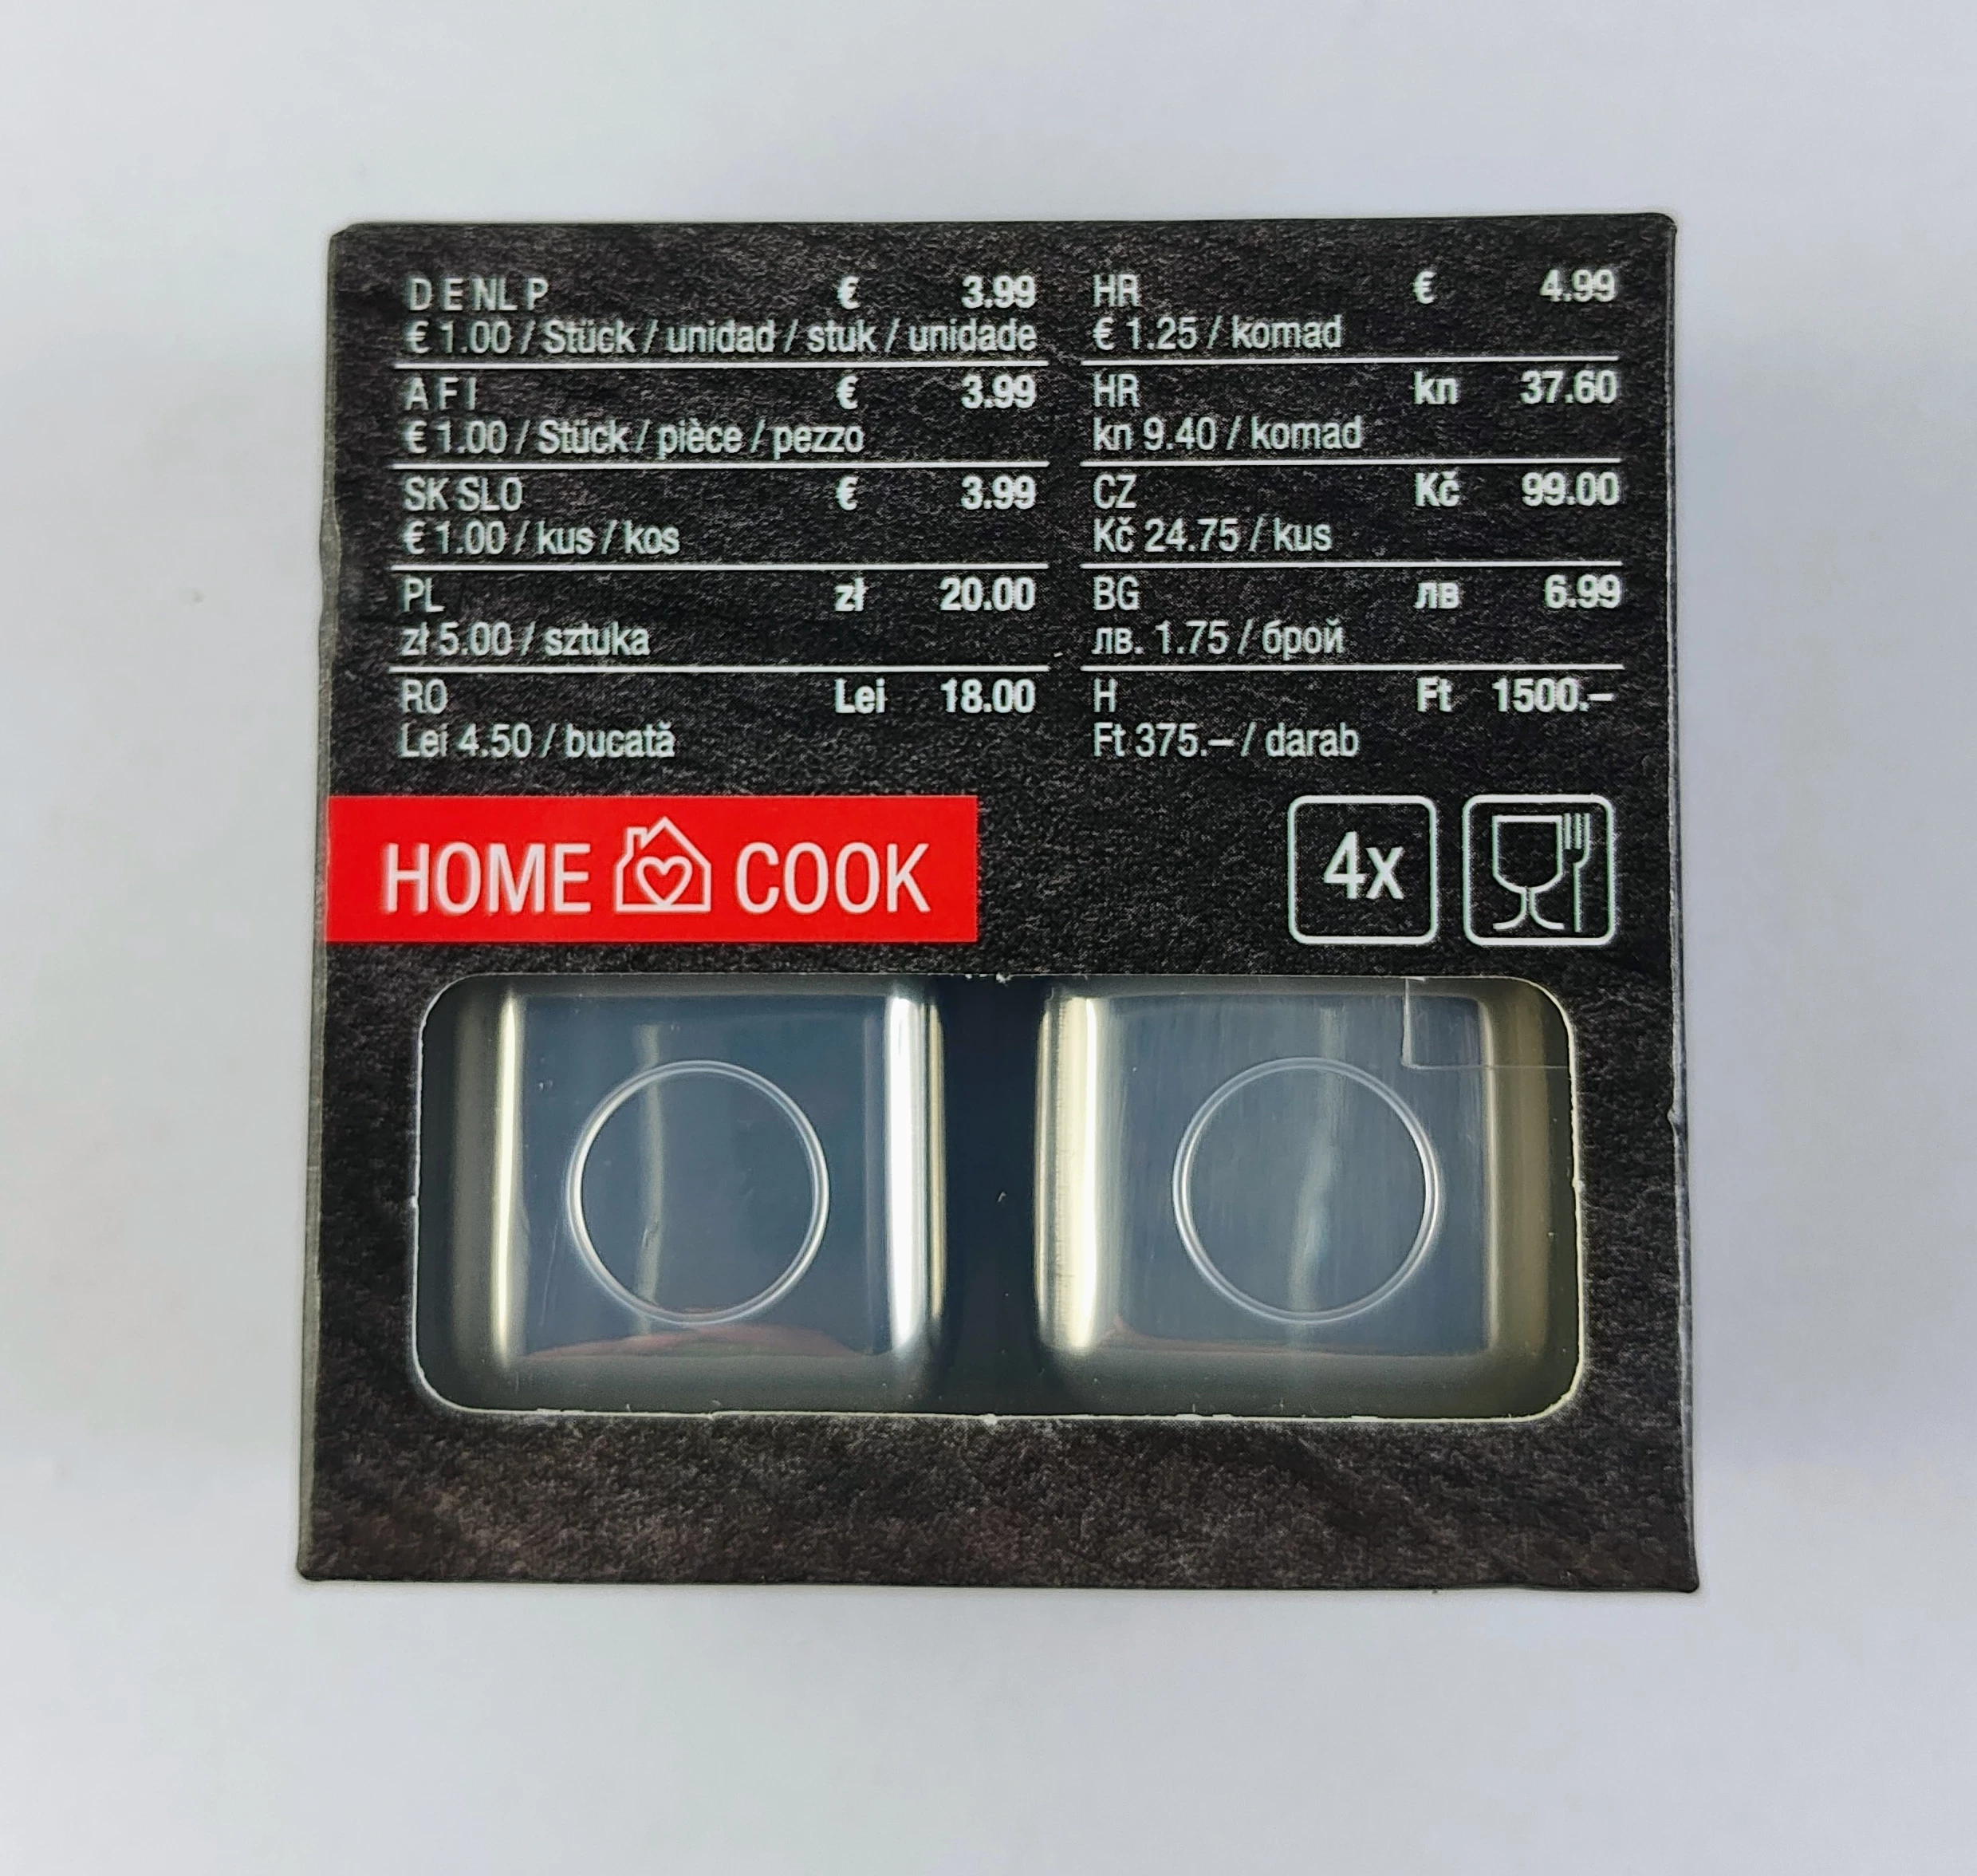 D E NL P € 3.99
€ 1.00 / Stück / unidad / stuk / unidade
A F I € 3.99
€ 1.00 / Stück / pièce / pezzo
SK SLO € 3.99
€ 1.00 / kus / kos
PL zł 20.00
zł 5.00 / sztuka
RO Lei 18.00
Lei 4.50 / bucată
HR € 4.99
€ 1.25 / komad
HR kn 37.60
kn 9.40 / komad
CZ Kč 99.00
Kč 24.75 / kus
BG лв 6.99
лв. 1.75 / брой
H Ft 1500.–
Ft 375.– / darab
HOME COOK
4x